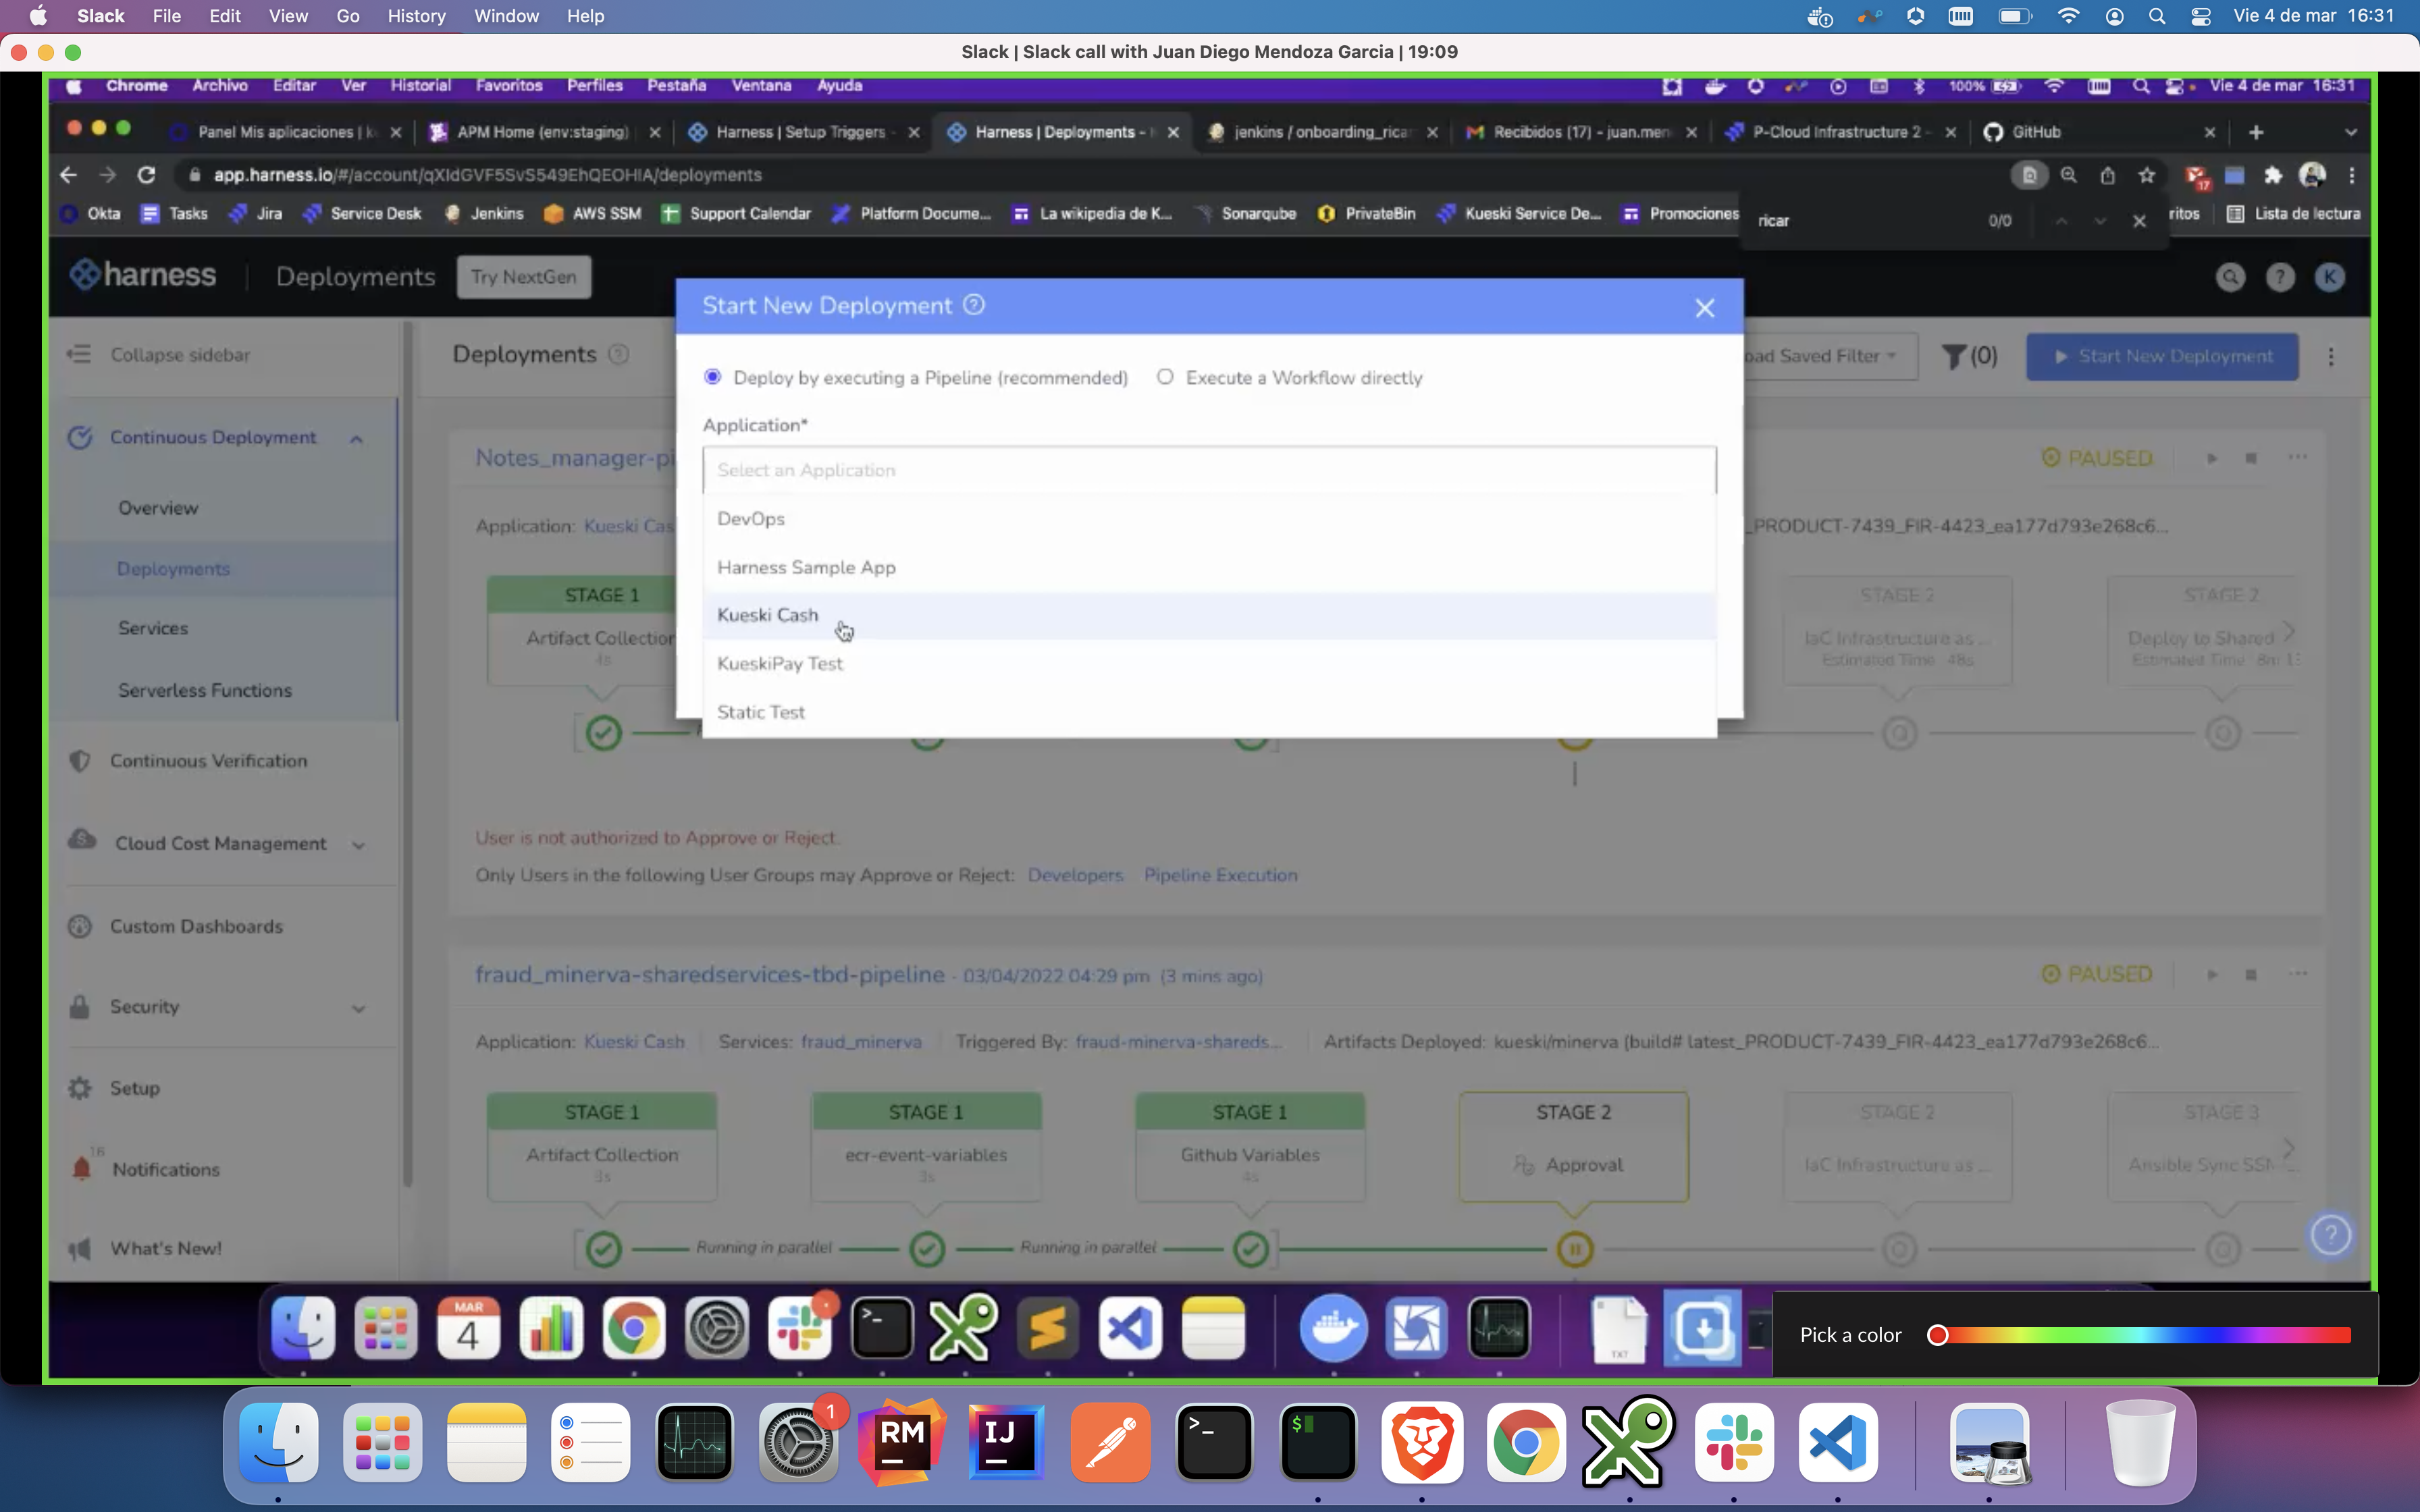 Slack File Edit View Go History Window Help Vie 4 de mar 16:31
Slack | Slack call with Juan Diego Mendoza Garcia | 19:09
Chrome Archivo Editar Ver Historial Favoritos Perfiles Pestaña Ventana Ayuda 100% Vie 4 de mar 16:31
Panel Mis aplicaciones | k APM Home (env:staging) Harness | Setup Triggers - Harness | Deployments - jenkins / onboarding_ricar Recibidos (17) - juan.men P-Cloud Infrastructure 2 - GitHub
app.harness.io/#/account/qXIdGVF5SvS549EhQEOHIA/deployments 17
Okta Tasks Jira Service Desk Jenkins AWS SSM Support Calendar Platform Docume... La wikipedia de K... Sonarqube PrivateBin Kueski Service De... Promociones ritos Lista de lectura
ricar 0/0
harness Deployments Try NextGen ? K
Start New Deployment ?
Collapse sidebar Deployments ? oad Saved Filter (0) Start New Deployment
Deploy by executing a Pipeline (recommended) Execute a Workflow directly
Application*
Continuous Deployment
Notes_manager-pi PAUSED
Select an Application
Overview
Application: Kueski Cas _PRODUCT-7439_FIR-4423_ea177d793e268c6...
DevOps
Deployments
Harness Sample App
STAGE 1 STAGE 2 STAGE 2
Kueski Cash
Services
Artifact Collection IaC Infrastructure as ... Deploy to Shared
4s Estimated Time 48s Estimated Time 8m 1
KueskiPay Test
Serverless Functions
Static Test
Continuous Verification
User is not authorized to Approve or Reject.
Cloud Cost Management
Only Users in the following User Groups may Approve or Reject: Developers Pipeline Execution
Custom Dashboards
fraud_minerva-sharedservices-tbd-pipeline - 03/04/2022 04:29 pm (3 mins ago) PAUSED
Security
Application: Kueski Cash Services: fraud_minerva Triggered By: fraud-minerva-shareds... Artifacts Deployed: kueski/minerva (build# latest_PRODUCT-7439_FIR-4423_ea177d793e268c6...
Setup
STAGE 1 STAGE 1 STAGE 1 STAGE 2 STAGE 2 STAGE 3
Artifact Collection ecr-event-variables Github Variables Approval IaC Infrastructure as ... Ansible Sync SSM
3s 3s 4s
16
Notifications
What's New!
Running in parallel Running in parallel
?
MAR
4
TXT
Pick a color
1
RM
IJ
$